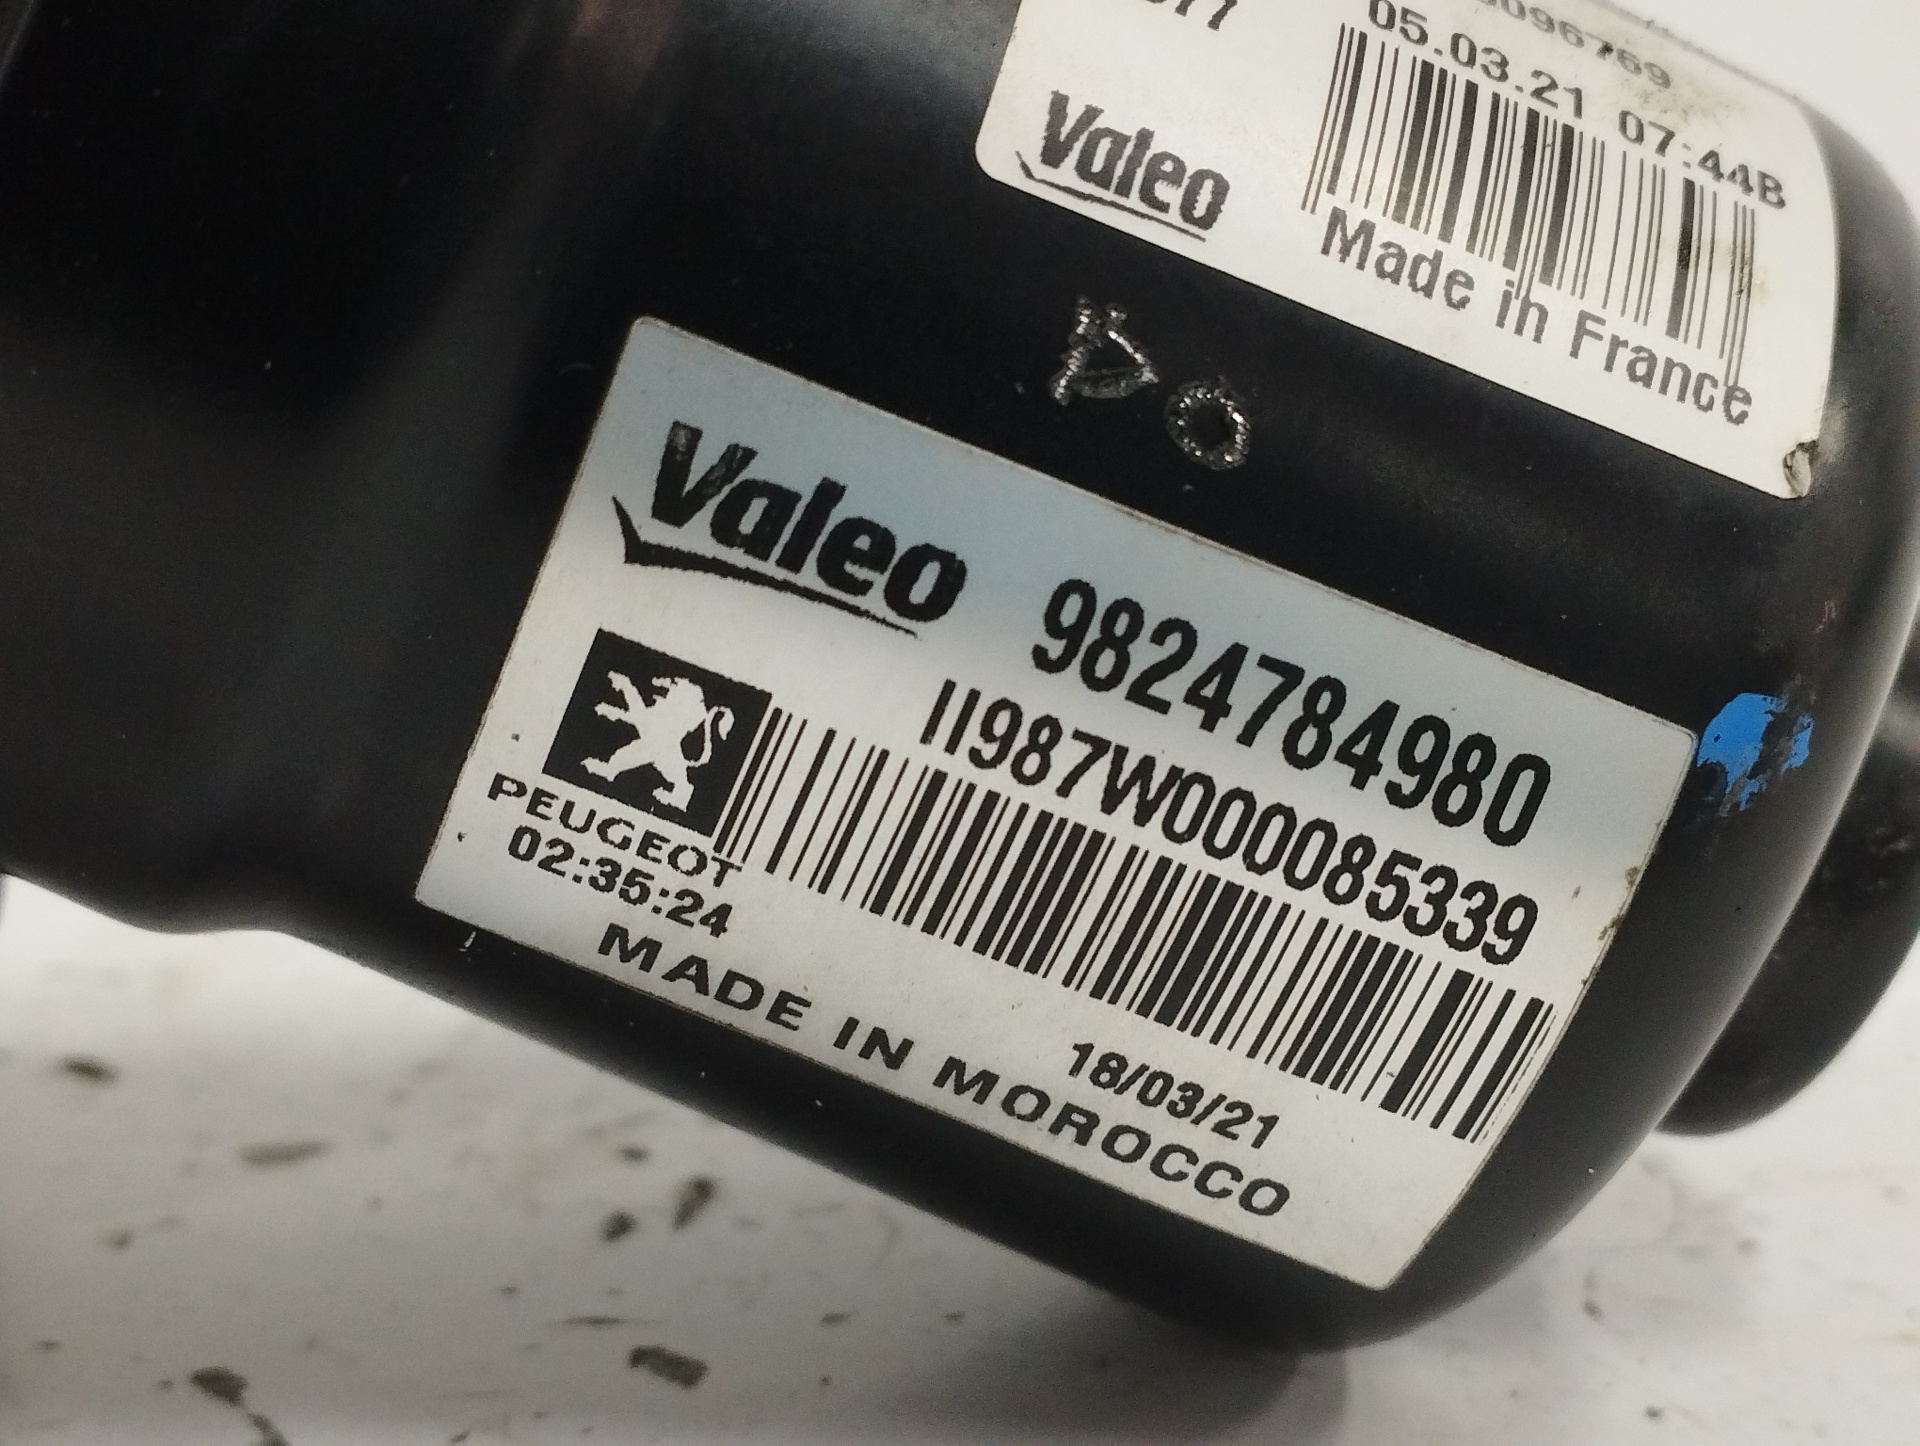 05.03.21 07:44B
Valeo
Made in France
Valeo
9824784980
II987W000085339
PEUGEOT
02:35:24
18/03/21
MADE IN MOROCCO